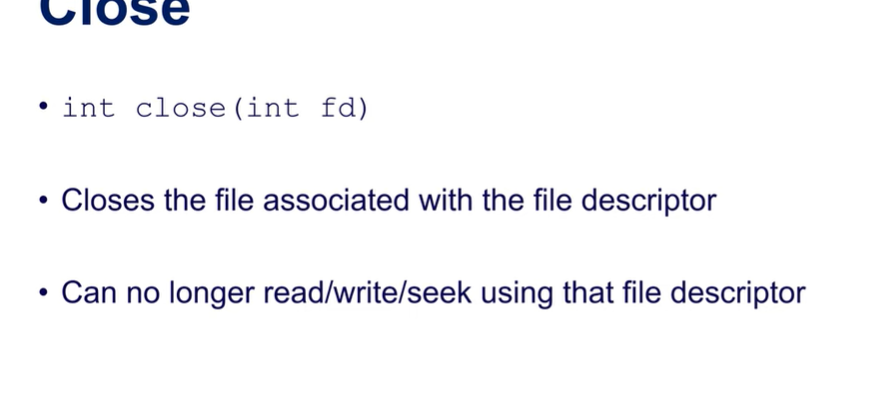 Close
• int close(int fd)
• Closes the file associated with the file descriptor
• Can no longer read/write/seek using that file descriptor